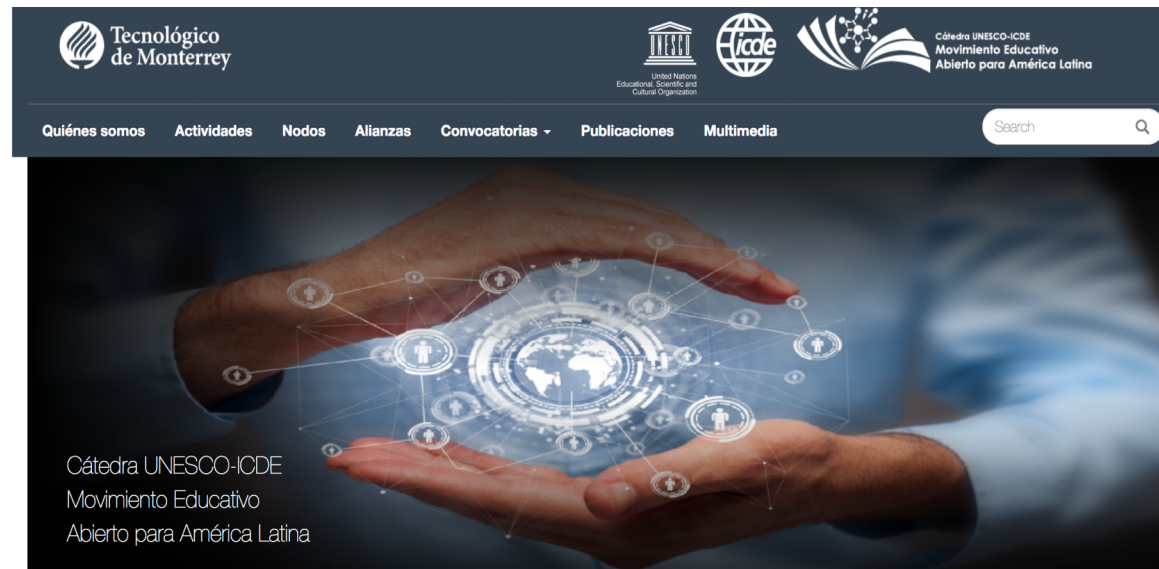 Tecnológico
de Monterrey
UNESCO
United Nations
Educational, Scientific and
Cultural Organization
icde
Cátedra UNESCO-ICDE
Movimiento Educativo
Abierto para América Latina
Quiénes somos Actividades Nodos Alianzas Convocatorias Publicaciones Multimedia Search
Cátedra UNESCO-ICDE
Movimiento Educativo
Abierto para América Latina